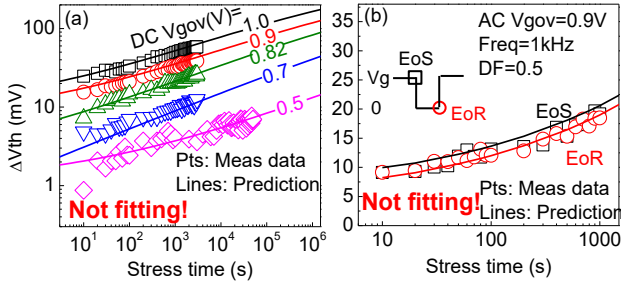 (a)
DC Vgov(V)= 1.0
0.9
0.82
0.7
0.5
Pts: Meas data
Lines: Prediction
Not fitting!
ΔVth (mV)
100
10
1
10⁰ 10¹ 10² 10³ 10⁴ 10⁵ 10⁶
Stress time (s)
(b)
AC Vgov=0.9V
Freq=1kHz
DF=0.5
EoS
Vg
0
EoR
EoS
EoR
Pts: Meas data
Lines: Prediction
Not fitting!
40
35
30
25
20
15
10
5
0
10 100 1000
Stress time (s)